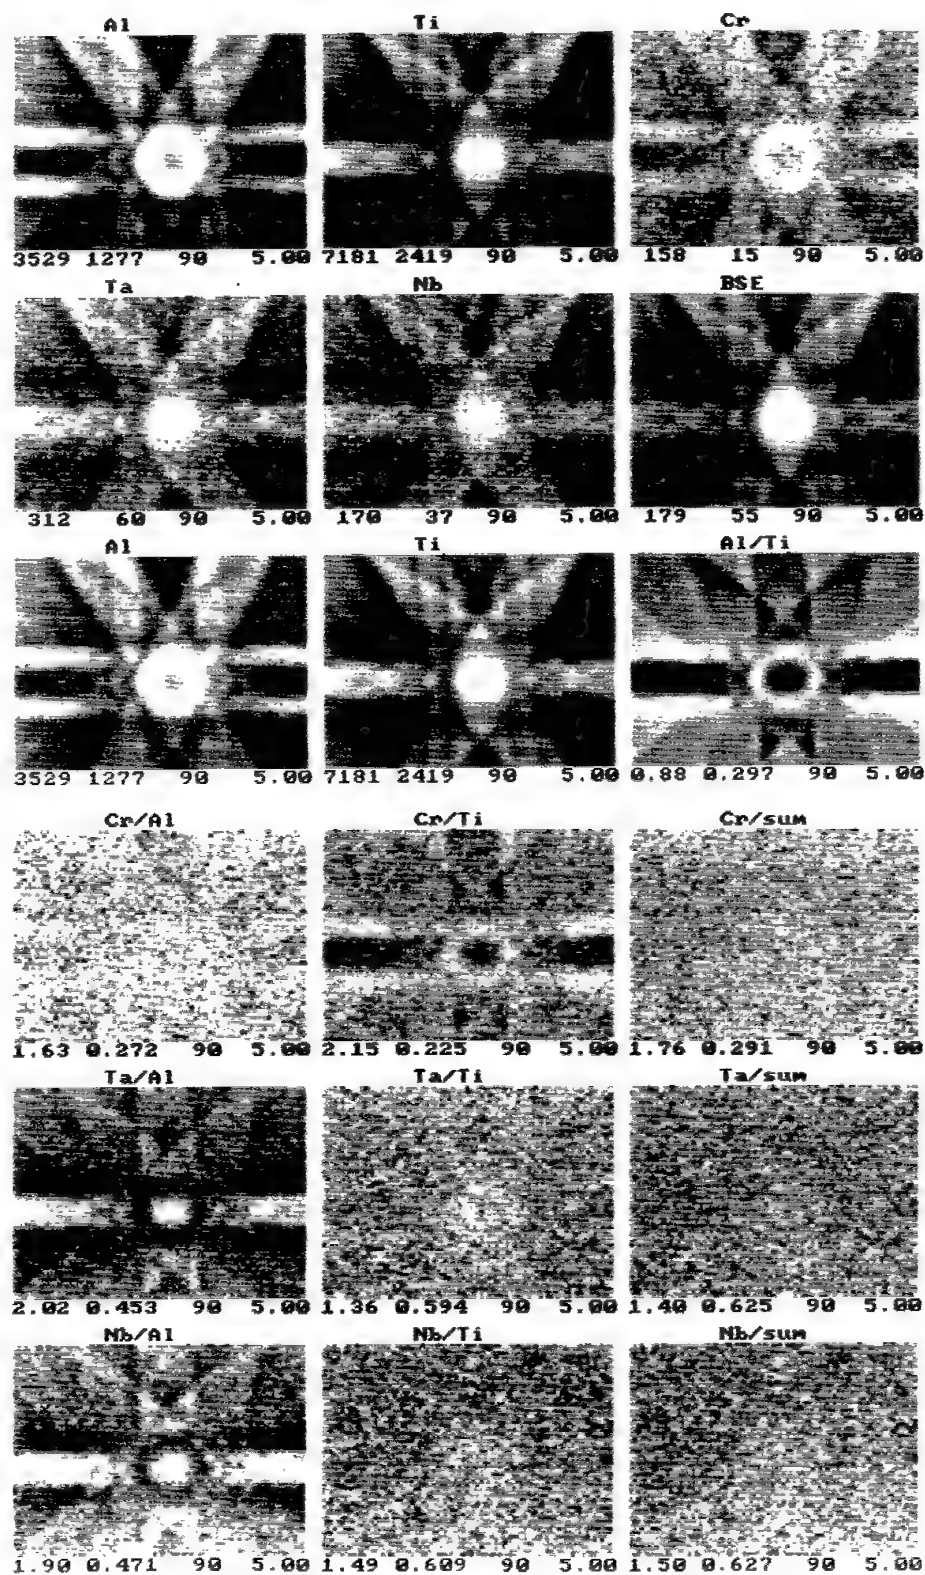 Al Ti Cr
3529 1277 90 5.00 7181 2419 90 5.00 158 15 90 5.00
Ta Nb BSE
312 60 90 5.00 170 37 90 5.00 179 55 90 5.00
Al Ti Al/Ti
3529 1277 90 5.00 7181 2419 90 5.00 0.88 0.297 90 5.00
Cr/Al Cr/Ti Cr/sum
1.63 0.272 90 5.00 2.15 0.225 90 5.00 1.76 0.291 90 5.00
Ta/Al Ta/Ti Ta/sum
2.02 0.453 90 5.00 1.36 0.594 90 5.00 1.40 0.625 90 5.00
Nb/Al Nb/Ti Nb/sum
1.90 0.471 90 5.00 1.49 0.609 90 5.00 1.50 0.627 90 5.00